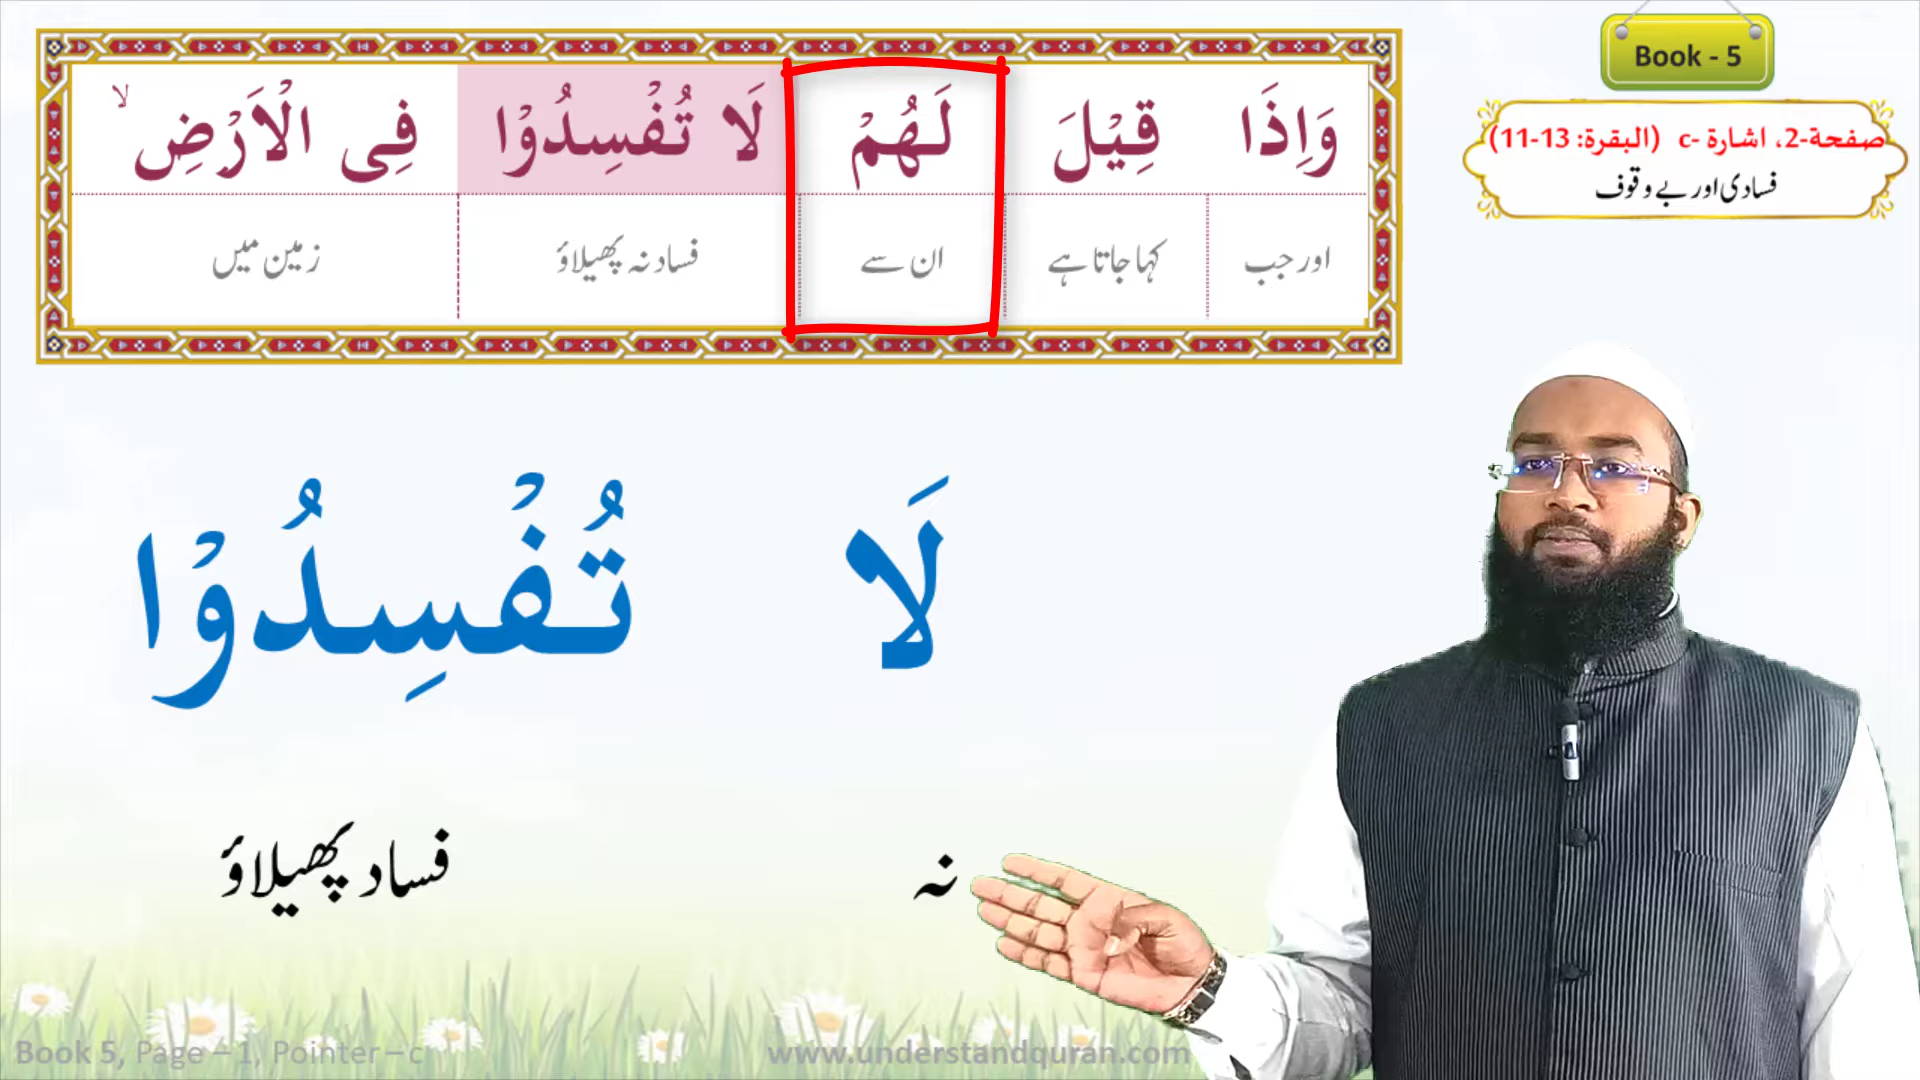 وَاِذَا قِيْلَ لَهُمْ لَا تُفْسِدُوْا فِى الْاَرْضِ ۙ
اور جب کہا جاتا ہے ان سے فساد نہ پھیلاؤ زمین میں
Book - 5
صفحة-2، اشارة -c (البقرة: 13-11)
فسادی اور بے وقوف
لَا تُفْسِدُوْا
نہ فساد پھیلاؤ
Book 5, Page – 1, Pointer – c
www.understandquran.com